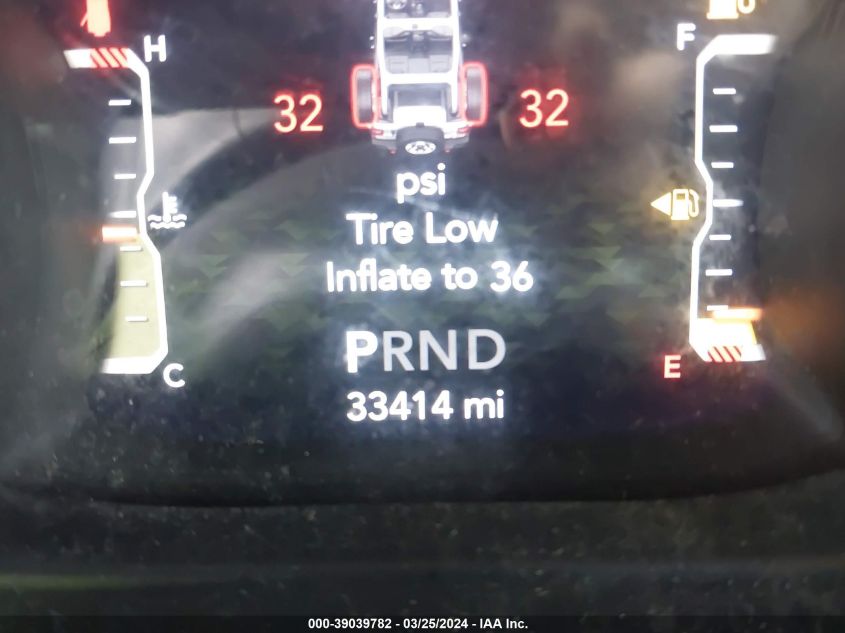 H
F
32 32
psi
Tire Low
Inflate to 36
PRND
E
C
33414 mi
000-39039782 - 03/25/2024 - IAA Inc.